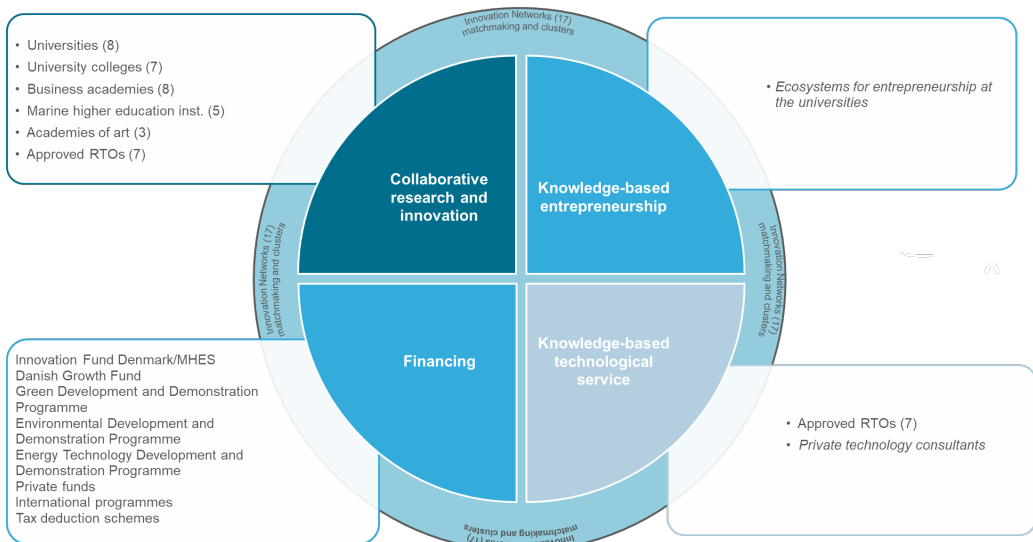 Innovation Networks (17)
matchmaking and clusters
• Universities (8)
• University colleges (7)
• Business academies (8)
• Marine higher education inst. (5)
• Academies of art (3)
• Approved RTOs (7)
• Ecosystems for entrepreneurship at
the universities
Collaborative
research and
innovation
Knowledge-based
entrepreneurship
Innovation Networks (17)
matchmaking and clusters
Innovation Networks (17)
matchmaking and clusters
Financing
Knowledge-based
technological
service
Innovation Fund Denmark/MHES
Danish Growth Fund
Green Development and Demonstration
Programme
Environmental Development and
Demonstration Programme
Energy Technology Development and
Demonstration Programme
Private funds
International programmes
Tax deduction schemes
• Approved RTOs (7)
• Private technology consultants
matchmaking and clusters
(17)